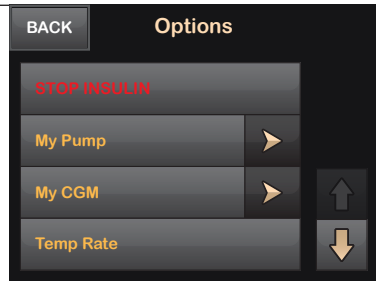 BACK
Options
STOP INSULIN
My Pump
My CGM
Temp Rate